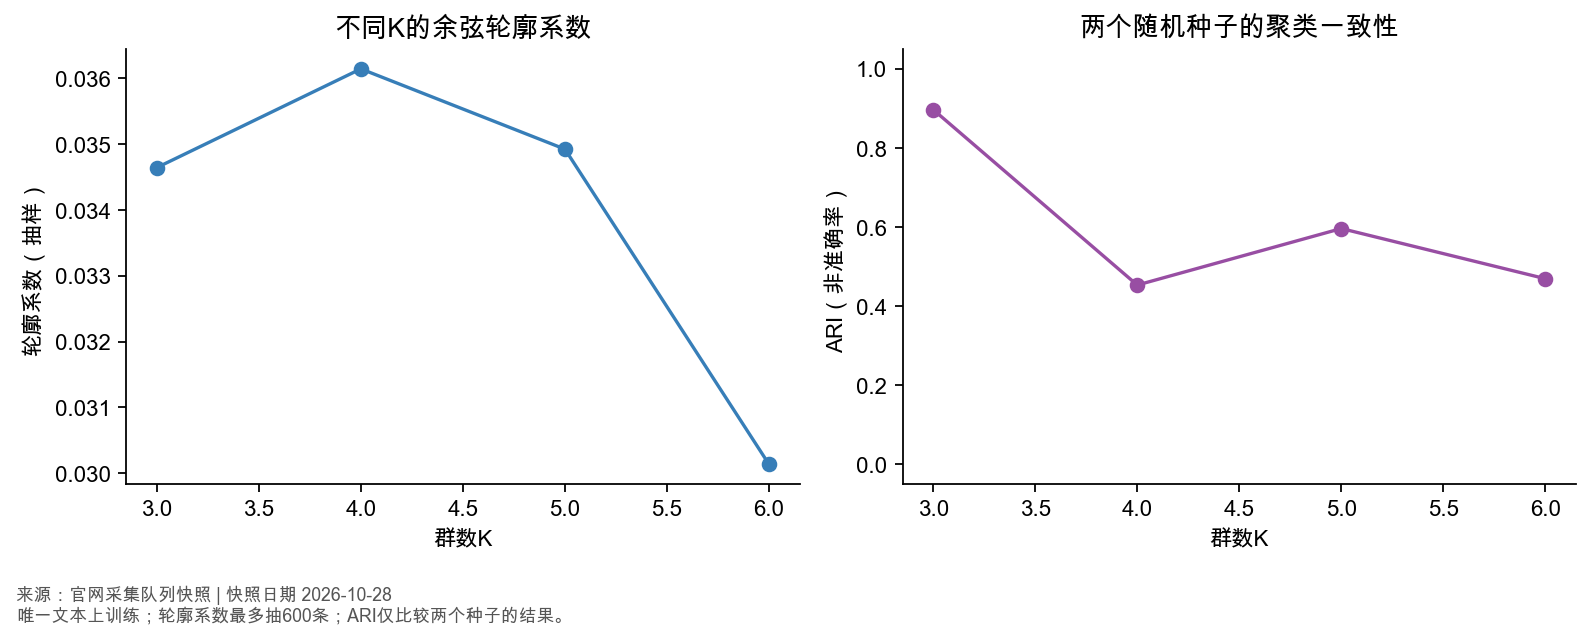 不同K的余弦轮廓系数
轮廓系数（抽样）
0.036
0.035
0.034
0.033
0.032
0.031
0.030
3.0 3.5 4.0 4.5 5.0 5.5 6.0
群数K
两个随机种子的聚类一致性
ARI（非准确率）
1.0
0.8
0.6
0.4
0.2
0.0
3.0 3.5 4.0 4.5 5.0 5.5 6.0
群数K
来源：官网采集队列快照 | 快照日期 2026-10-28
唯一文本上训练；轮廓系数最多抽600条；ARI仅比较两个种子的结果。